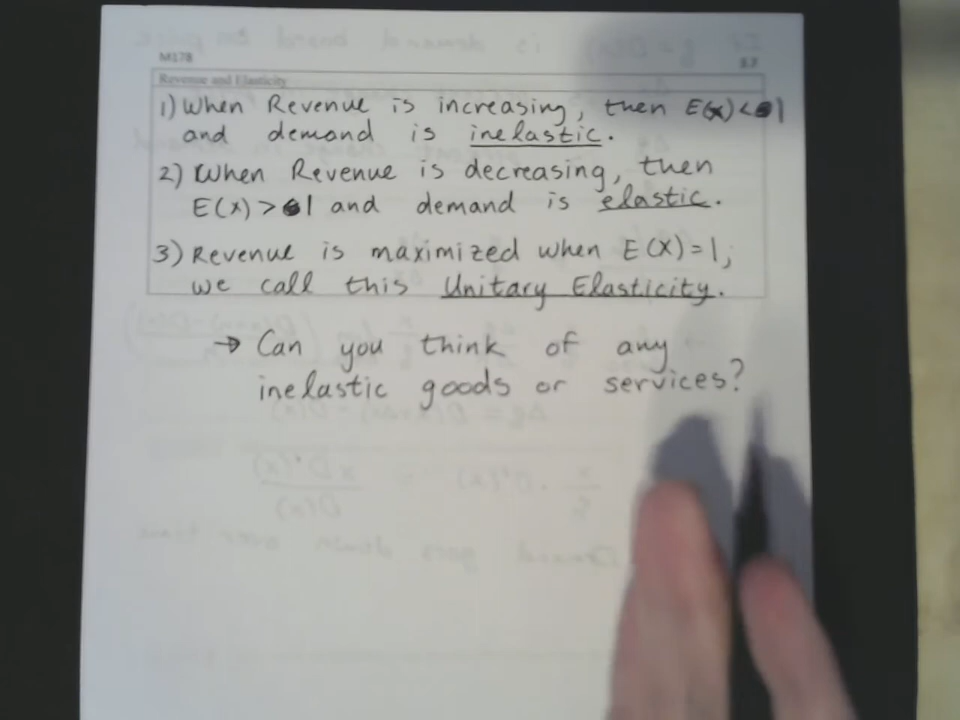 M178 3.7
Revenue and Elasticity
1) When Revenue is increasing, then E(x)<1
and demand is inelastic.
2) When Revenue is decreasing, then
E(x)>1 and demand is elastic.
3) Revenue is maximized when E(x)=1;
we call this Unitary Elasticity.
→ Can you think of any
inelastic goods or services?